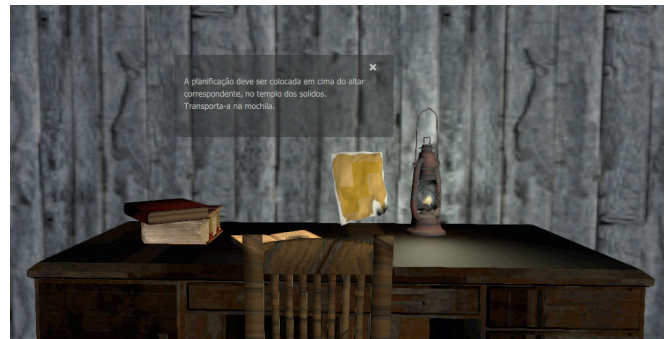 A planificação deve ser colocada em cima do altar
correspondente, no templo dos solidos.
Transporta-a na mochila.